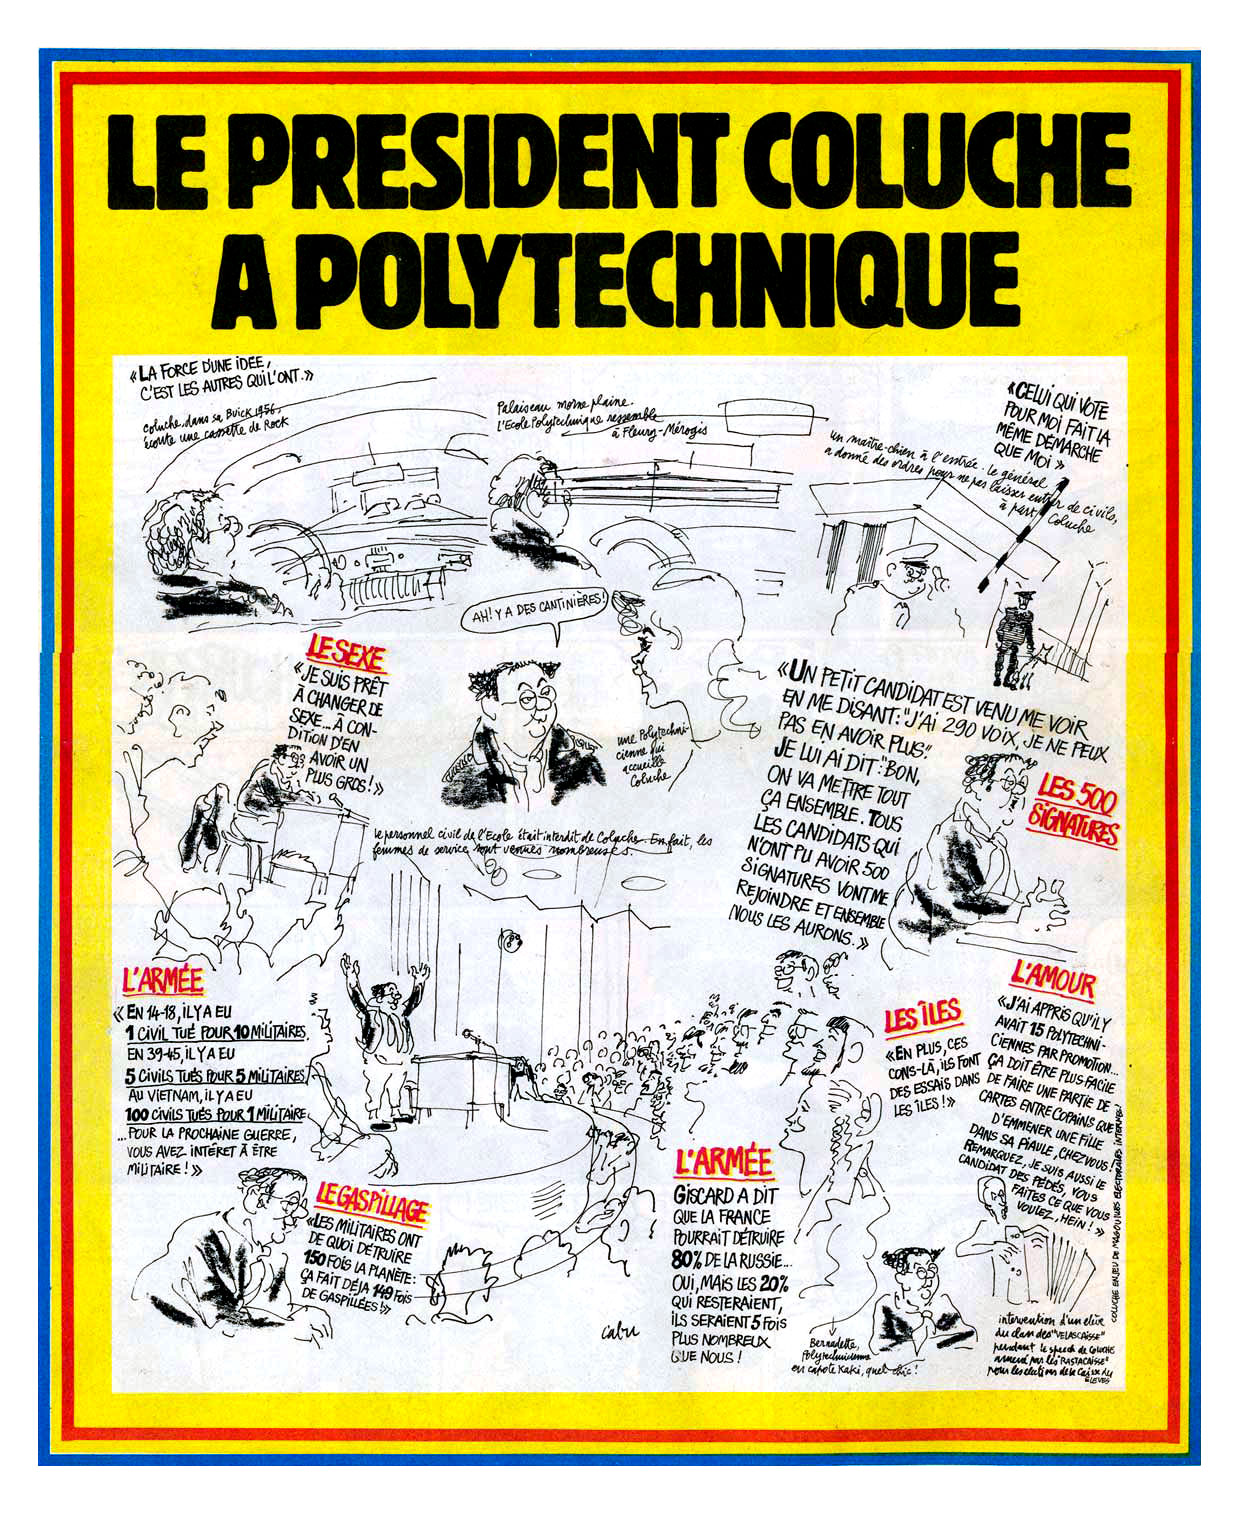 LE PRESIDENT COLUCHE
A POLYTECHNIQUE
« LA FORCE D'UNE IDEE,
C'EST LES AUTRES QUI L'ONT. »
coluche, dans sa Buick 1956,
écoute une cassette de Rock
Palaiseau morne plaine.
L'Ecole Polytechnique ressemble
à Fleury-Mérogis
« CELUI QUI VOTE
POUR MOI FAIT LA
MÊME DÉMARCHE
QUE MOI »
un maître-chien à l'entrée : le général
a donné des ordres pour ne pas laisser entrer de civils,
à part Coluche
AH! Y A DES CANTINIÈRES!
une Polytechni-
cienne qui
accueille
Coluche
LE SEXE
« JE SUIS PRÊT
À CHANGER DE
SEXE... À CON-
DITION D'EN
AVOIR UN
PLUS GROS! »
le personnel civil de l'Ecole était interdit de Coluche. En fait, les
femmes de service sont venues nombreuses.
« UN PETIT CANDIDAT EST VENU ME VOIR
EN ME DISANT: "J'AI 290 VOIX, JE NE PEUX
PAS EN AVOIR PLUS".
JE LUI AI DIT: "BON,
ON VA METTRE TOUT
ÇA ENSEMBLE. TOUS
LES CANDIDATS QUI
N'ONT PU AVOIR 500
SIGNATURES VONT ME
REJOINDRE ET ENSEMBLE
NOUS LES AURONS. »
LES 500
SIGNATURES
L'ARMÉE
« EN 14-18, IL Y A EU
1 CIVIL TUÉ POUR 10 MILITAIRES.
EN 39-45, IL Y A EU
5 CIVILS TUÉS POUR 5 MILITAIRES.
AU VIETNAM, IL Y A EU
100 CIVILS TUÉS POUR 1 MILITAIRE.
...POUR LA PROCHAINE GUERRE,
VOUS AVEZ INTÉRET À ÊTRE
MILITAIRE! »
LE GASPILLAGE
« LES MILITAIRES ONT
DE QUOI DÉTRUIRE
150 FOIS LA PLANÈTE:
ÇA FAIT DÉJA 149 FOIS
DE GASPILLÉES! »
cabu
L'ARMÉE
GISCARD A DIT
QUE LA FRANCE
POURRAIT DÉTRUIRE
80% DE LA RUSSIE...
OUI, MAIS LES 20%
QUI RESTERAIENT,
ILS SERAIENT 5 FOIS
PLUS NOMBREUX
QUE NOUS !
LES ÎLES
« EN PLUS, CES
CONS-LÀ, ILS FONT
DES ESSAIS DANS
LES ÎLES ! »
L'AMOUR
« J'AI APPRIS QU'IL Y
AVAIT 15 POLYTECHNI-
CIENNES PAR PROMOTION...
ÇA DOIT ÊTRE PLUS FACILE
DE FAIRE UNE PARTIE DE
CARTES ENTRE COPAINS QUE
D'EMMENER UNE FILLE
DANS SA PIAULE, CHEZ VOUS!
REMARQUEZ, JE SUIS AUSSI LE
CANDIDAT DES PÉDÉS, VOUS
FAITES CE QUE VOUS
VOULEZ, HEIN! »
Bernadette,
Polytechnicienne
en capote Kaki, quel chic!
intervention d'un élève
du clan des "VELASCAISSE"
pendant le speech de COLUCHE
amené par les "RASTACAISSE"
pour les élections de la Caisse des
ELEVES
COLUCHE ENJEU DE MAGOUILLES ELECTORALES INTERNES!